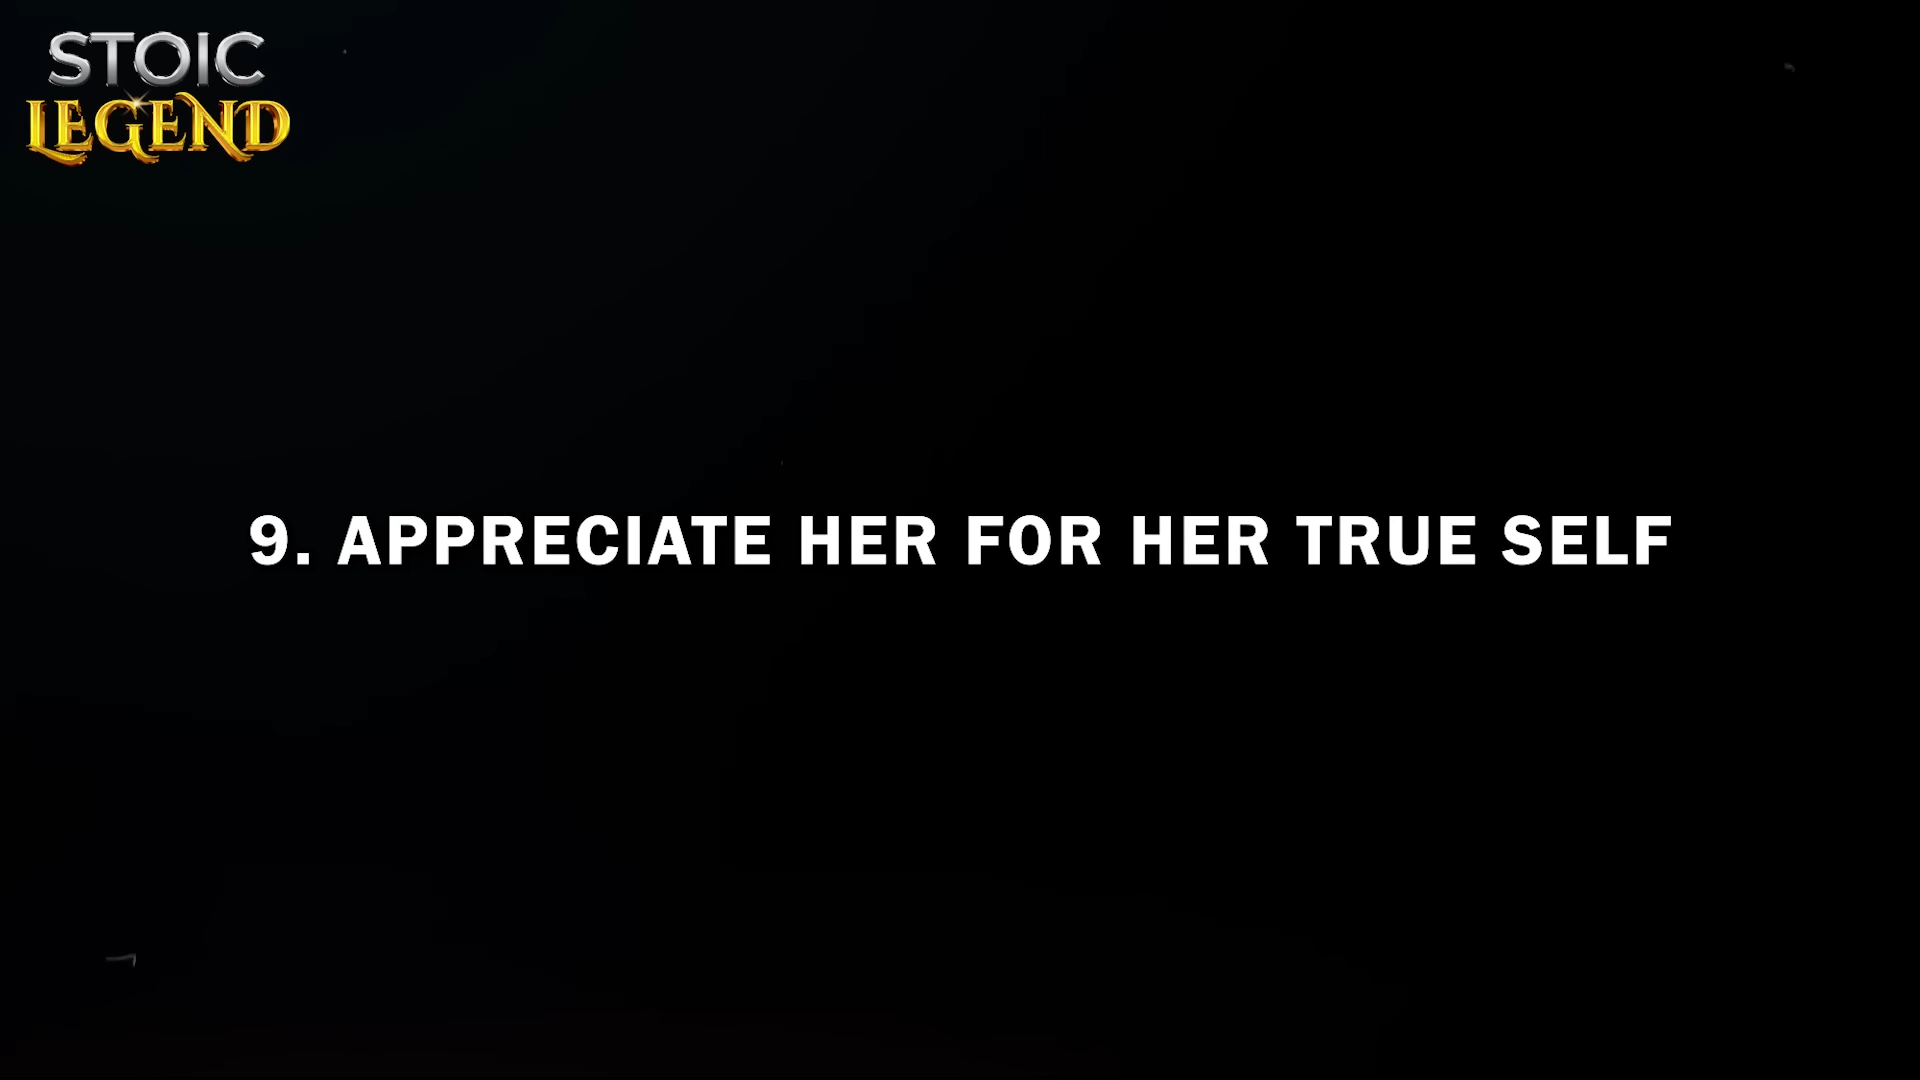 STOIC
LEGEND
9. APPRECIATE HER FOR HER TRUE SELF